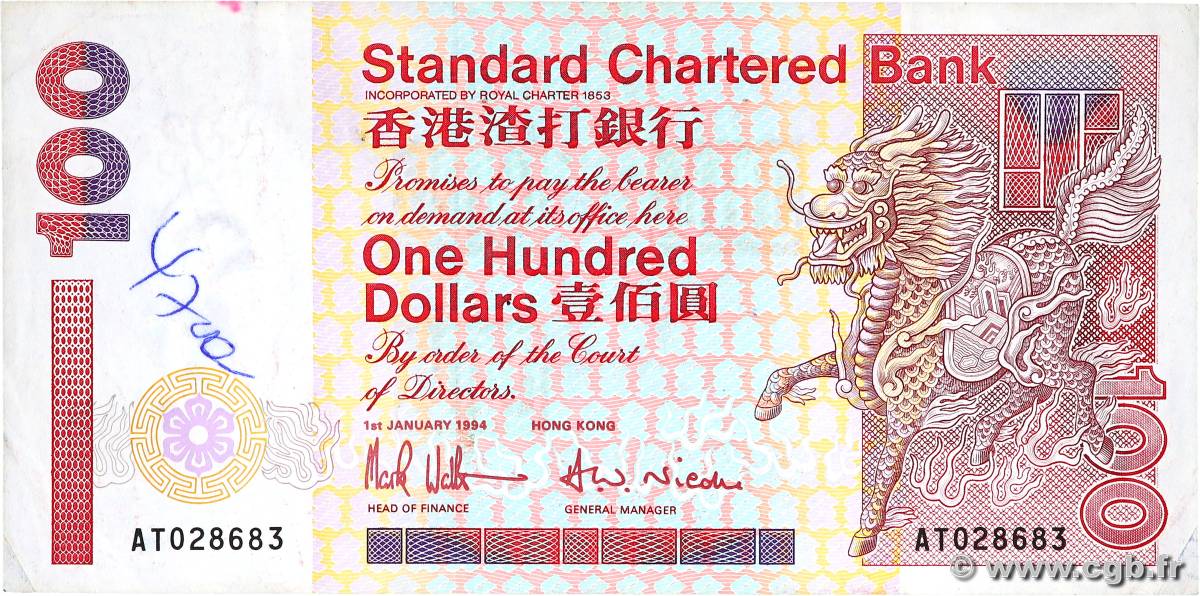 100
Standard Chartered Bank
INCORPORATED BY ROYAL CHARTER 1853
香港渣打銀行
Promises to pay the bearer
on demand at its office here
One Hundred
Dollars 壹佰圓
By order of the Court
of Directors.
1st JANUARY 1994 HONG KONG
HEAD OF FINANCE GENERAL MANAGER
AT028683 AT028683
100
© www.cgb.fr